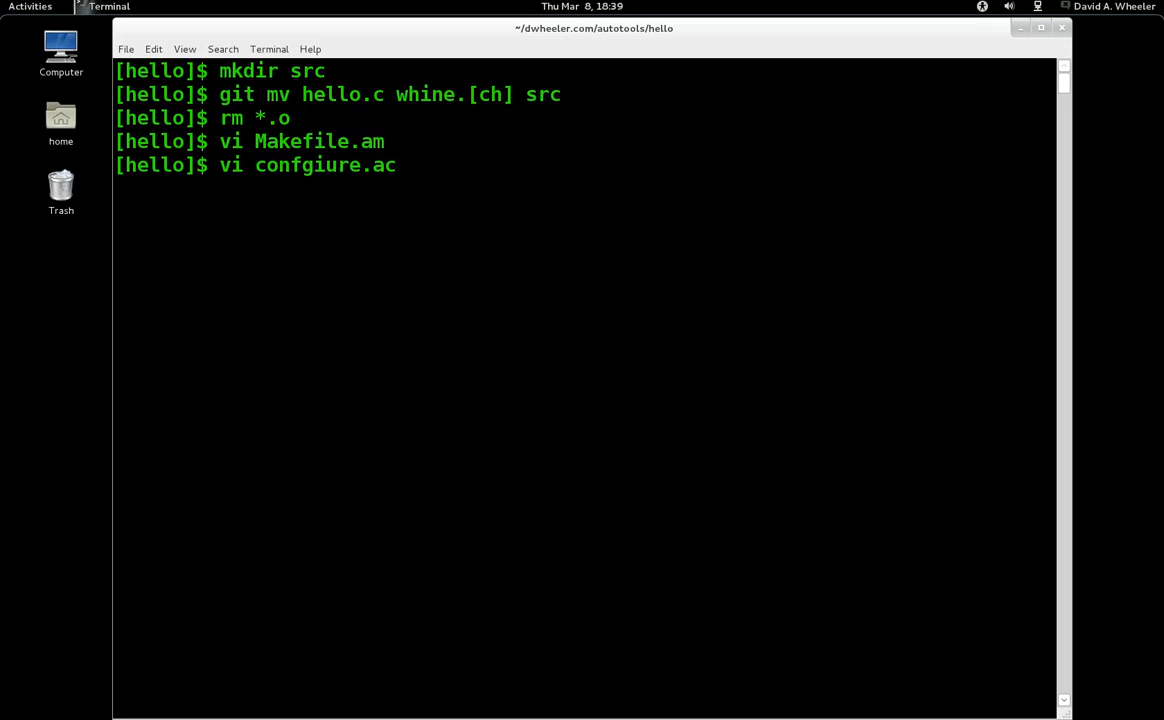 Activities Terminal Thu Mar 8, 18:39 David A. Wheeler
~/dwheeler.com/autotools/hello
File Edit View Search Terminal Help
Computer
home
Trash
[hello]$ mkdir src
[hello]$ git mv hello.c whine.[ch] src
[hello]$ rm *.o
[hello]$ vi Makefile.am
[hello]$ vi confgiure.ac